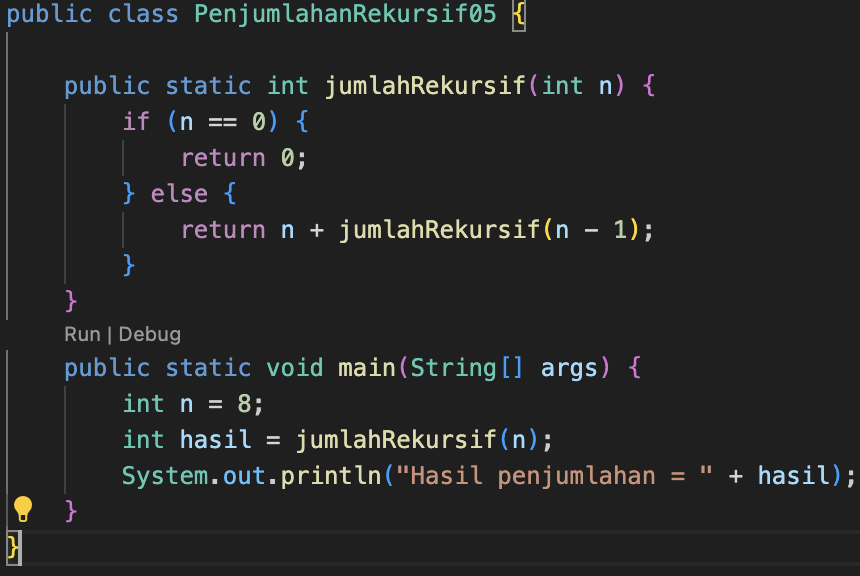 public class PenjumlahanRekursif05 {
public static int jumlahRekursif(int n) {
if (n == 0) {
return 0;
} else {
return n + jumlahRekursif(n - 1);
}
}
Run | Debug
public static void main(String[] args) {
int n = 8;
int hasil = jumlahRekursif(n);
System.out.println("Hasil penjumlahan = " + hasil);
}
}